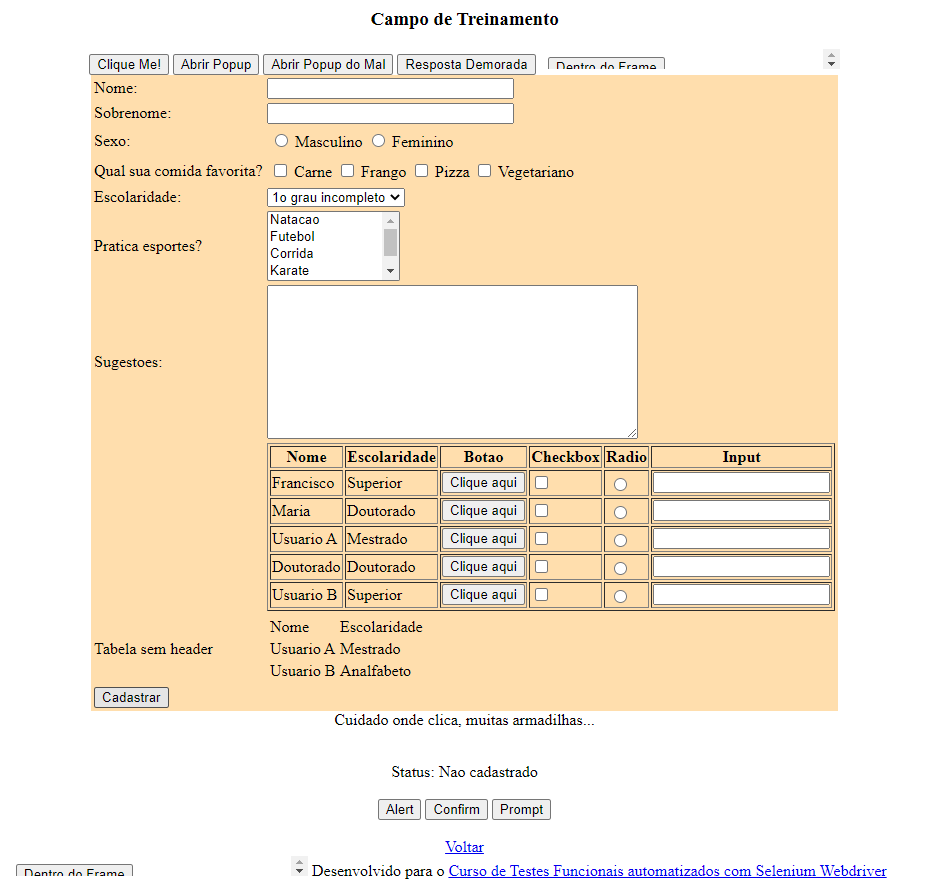 Campo de Treinamento
Clique Me! Abrir Popup Abrir Popup do Mal Resposta Demorada Dentro do Frame
Nome:
Sobrenome:
Sexo: Masculino Feminino
Qual sua comida favorita? Carne Frango Pizza Vegetariano
Escolaridade: 1o grau incompleto
Natacao
Futebol
Pratica esportes?
Corrida
Karate
Sugestoes:
Nome Escolaridade Botao Checkbox Radio Input
Francisco Superior Clique aqui
Maria Doutorado Clique aqui
Usuario A Mestrado Clique aqui
Doutorado Doutorado Clique aqui
Usuario B Superior Clique aqui
Nome Escolaridade
Tabela sem header Usuario A Mestrado
Usuario B Analfabeto
Cadastrar
Cuidado onde clica, muitas armadilhas...
Status: Nao cadastrado
Alert Confirm Prompt
Voltar
Dentro do Frame Desenvolvido para o Curso de Testes Funcionais automatizados com Selenium Webdriver